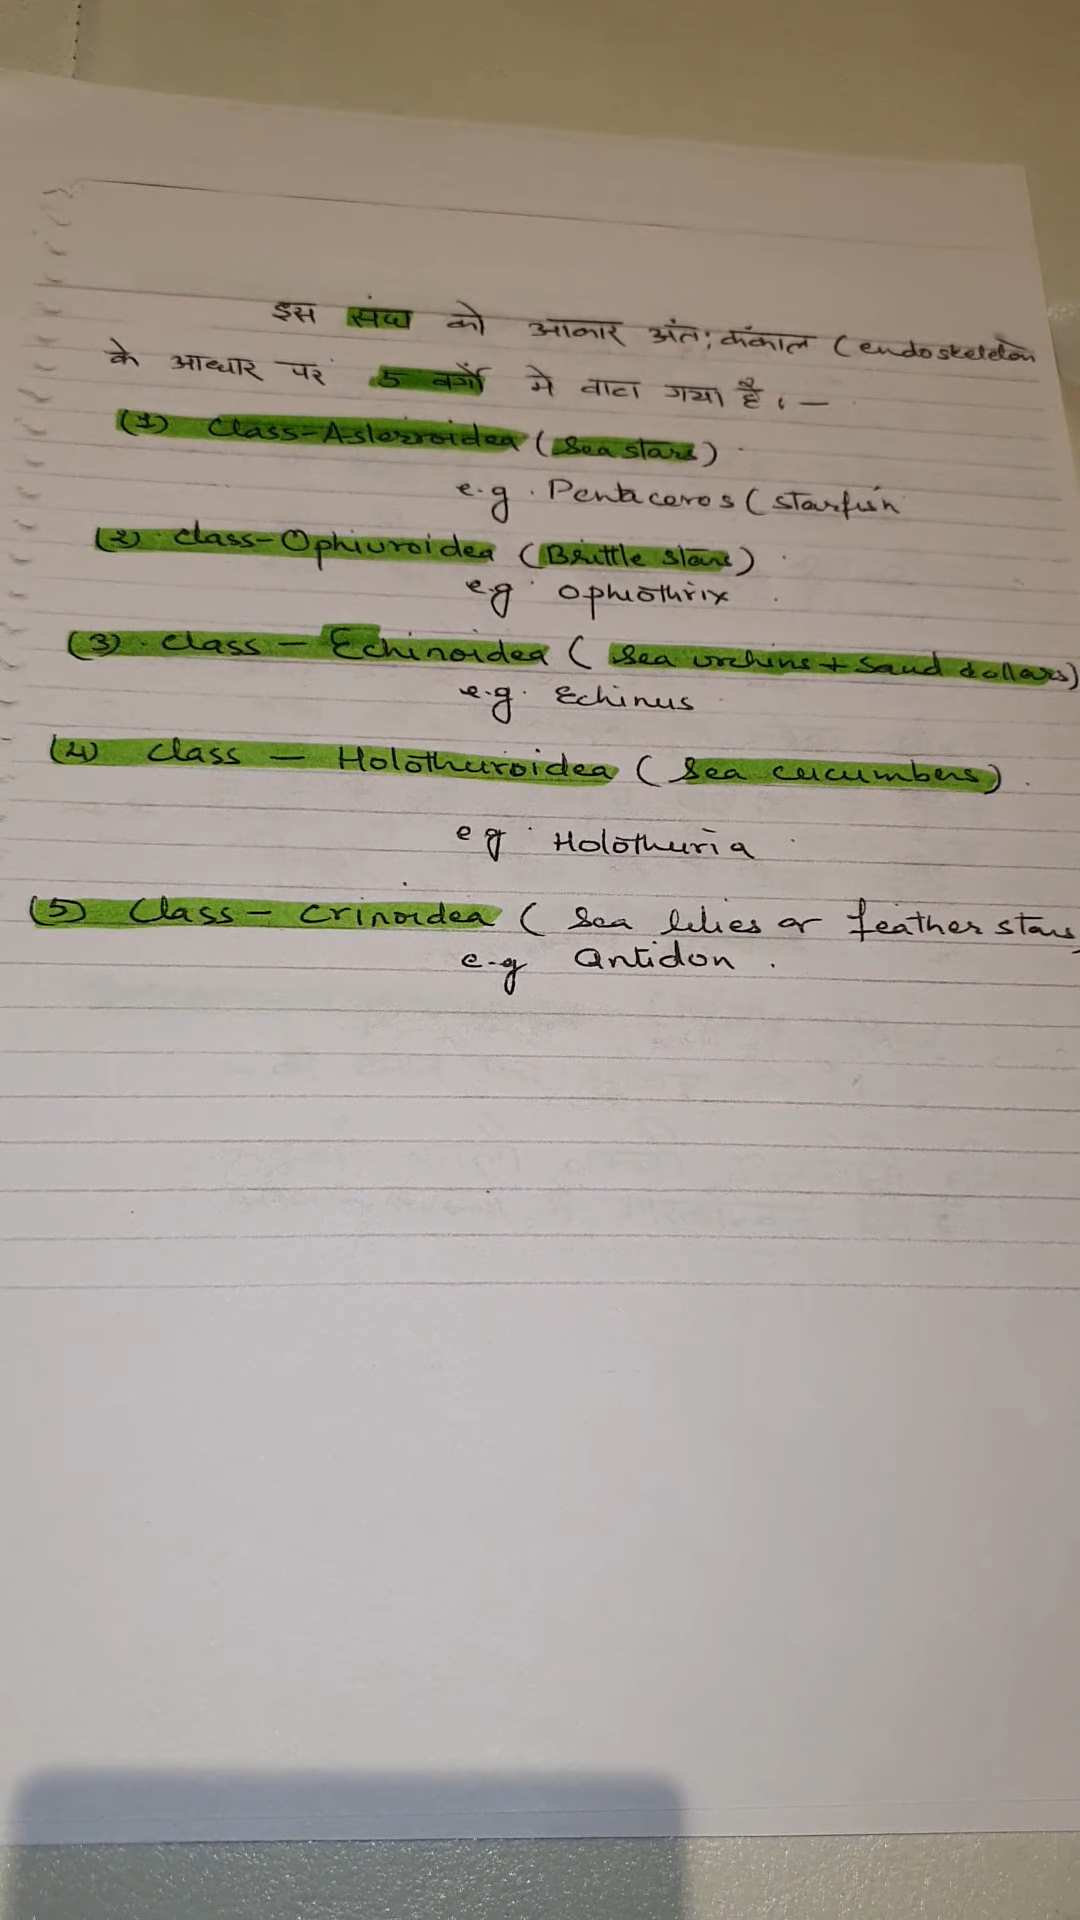 इस संघ को आकार अंत: कंकाल (endoskeleton
के आधार पर 5 वर्गों मे बाटा गया है। -
(1) Class-Asteroidea (Sea stars)
e.g. Pentaceros (starfish
(2) Class-Ophiuroidea (Brittle stars)
e.g. Ophiothrix
(3). Class - Echinoidea ( Sea urchins + Sand dollars)
e.g. Echinus
(4) Class - Holothuroidea ( Sea cucumbers)
eg Holothuria
(5) Class - Crinoidea ( Sea lilies or feather stars
e.g Antidon.